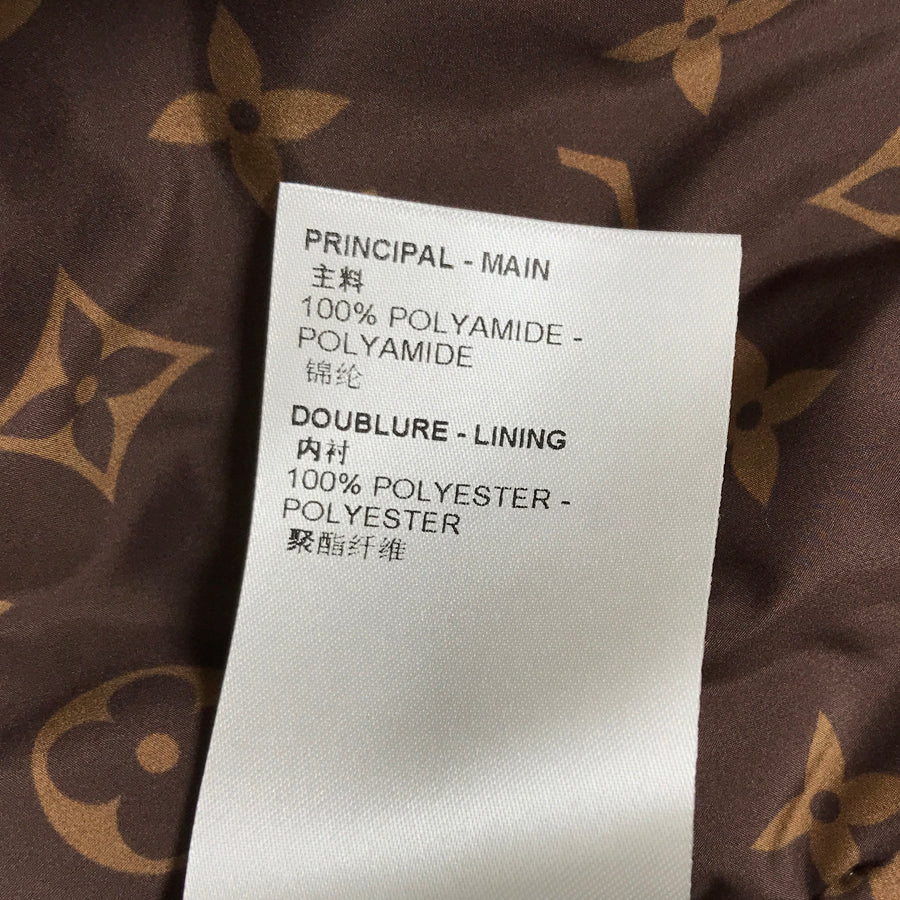 PRINCIPAL - MAIN
主料
100% POLYAMIDE -
POLYAMIDE
锦纶
DOUBLURE - LINING
内衬
100% POLYESTER -
POLYESTER
聚酯纤维